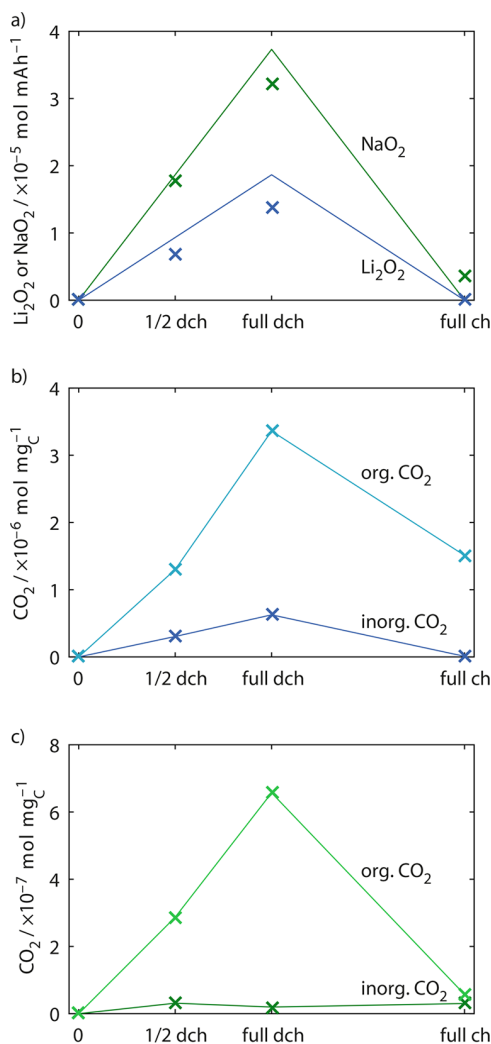 a)
Li₂O₂ or NaO₂ / ×10⁻⁵ mol mAh⁻¹
4
3
2
1
0
NaO₂
Li₂O₂
0 1/2 dch full dch full ch
b)
CO₂ / ×10⁻⁶ mol mg_C⁻¹
4
3
2
1
0
org. CO₂
inorg. CO₂
0 1/2 dch full dch full ch
c)
CO₂ / ×10⁻⁷ mol mg_C⁻¹
8
6
4
2
0
org. CO₂
inorg. CO₂
0 1/2 dch full dch full ch